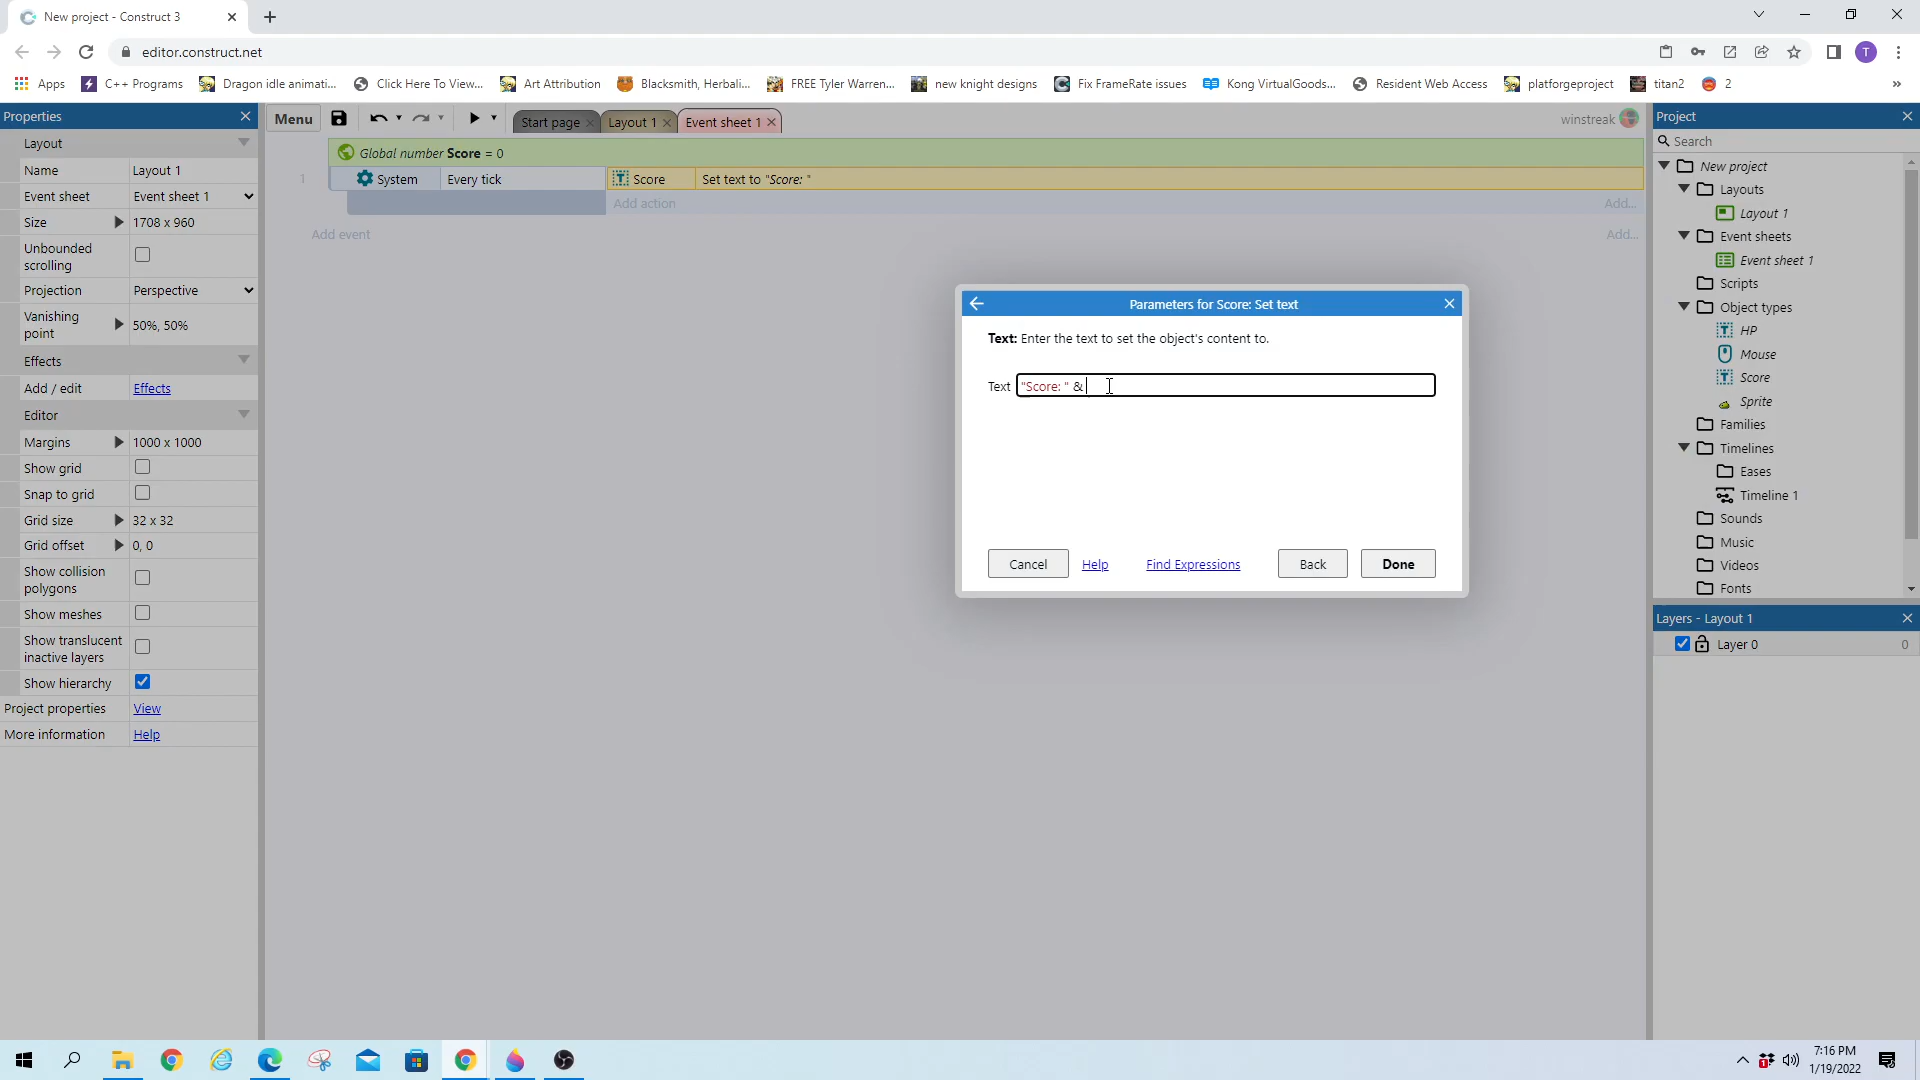 New project - Construct 3
editor.construct.net
Apps
C++ Programs
Dragon idle animati...
Click Here To View...
Art Attribution
Blacksmith, Herbali...
FREE Tyler Warren...
new knight designs
Fix FrameRate issues
Kong VirtualGoods...
Resident Web Access
platforgeproject
titan2
2
»
T
Properties
Layout
Name Layout 1
Event sheet Event sheet 1
Size 1708 x 960
Unbounded
scrolling
Projection Perspective
Vanishing
point
50%, 50%
Effects
Add / edit Effects
Editor
Margins 1000 x 1000
Show grid
Snap to grid
Grid size 32 x 32
Grid offset 0, 0
Show collision
polygons
Show meshes
Show translucent
inactive layers
Show hierarchy
Project properties View
More information Help
Menu
Start page
Layout 1
Event sheet 1
winstreak
Global number Score = 0
1
System Every tick
Score Set text to "Score: "
Add action Add...
Add event Add...
Parameters for Score: Set text
Text: Enter the text to set the object's content to.
Text "Score: " &
Cancel Help Find Expressions Back Done
Project
Search
New project
Layouts
Layout 1
Event sheets
Event sheet 1
Scripts
Object types
HP
Mouse
Score
Sprite
Families
Timelines
Eases
Timeline 1
Sounds
Music
Videos
Fonts
Layers - Layout 1
Layer 0 0
7:16 PM
1/19/2022